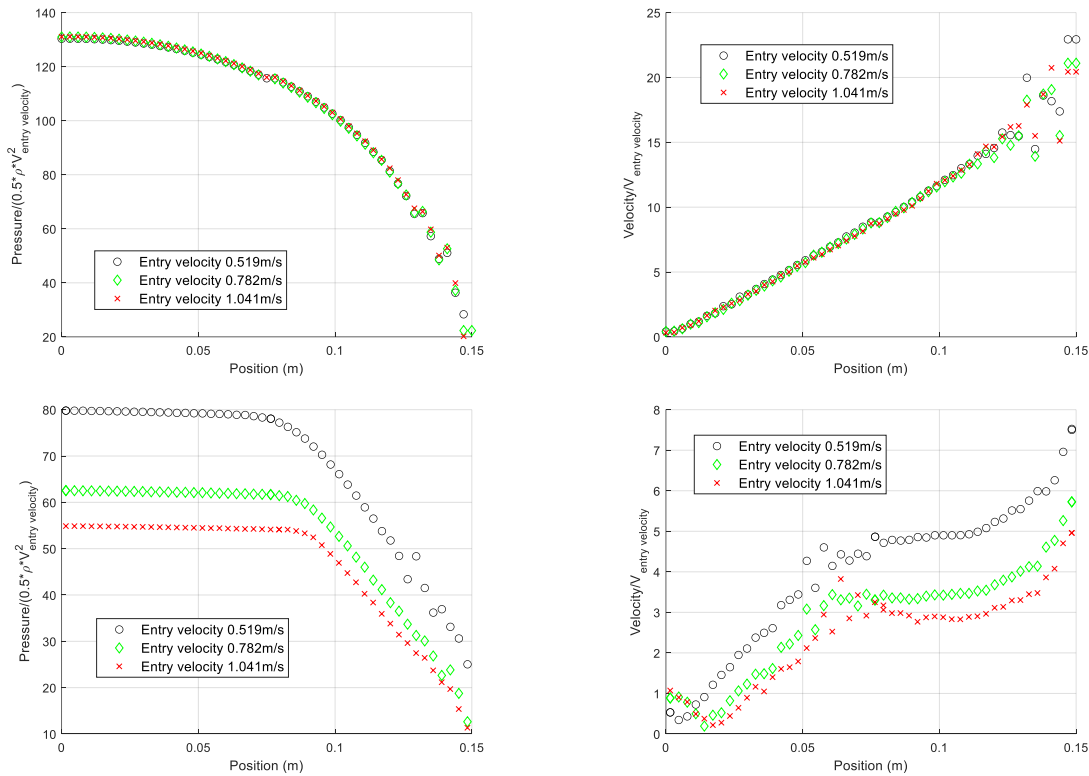 140
120
100
80
60
40
20
0
0.05
0.1
0.15
Position (m)
Pressure/(0.5*ρ*V²entry velocity)
Entry velocity 0.519m/s
Entry velocity 0.782m/s
Entry velocity 1.041m/s
25
20
15
10
5
0
0
0.05
0.1
0.15
Position (m)
Velocity/Ventry velocity
Entry velocity 0.519m/s
Entry velocity 0.782m/s
Entry velocity 1.041m/s
80
70
60
50
40
30
20
10
0
0.05
0.1
0.15
Position (m)
Pressure/(0.5*ρ*V²entry velocity)
Entry velocity 0.519m/s
Entry velocity 0.782m/s
Entry velocity 1.041m/s
8
7
6
5
4
3
2
1
0
0
0.05
0.1
0.15
Position (m)
Velocity/Ventry velocity
Entry velocity 0.519m/s
Entry velocity 0.782m/s
Entry velocity 1.041m/s